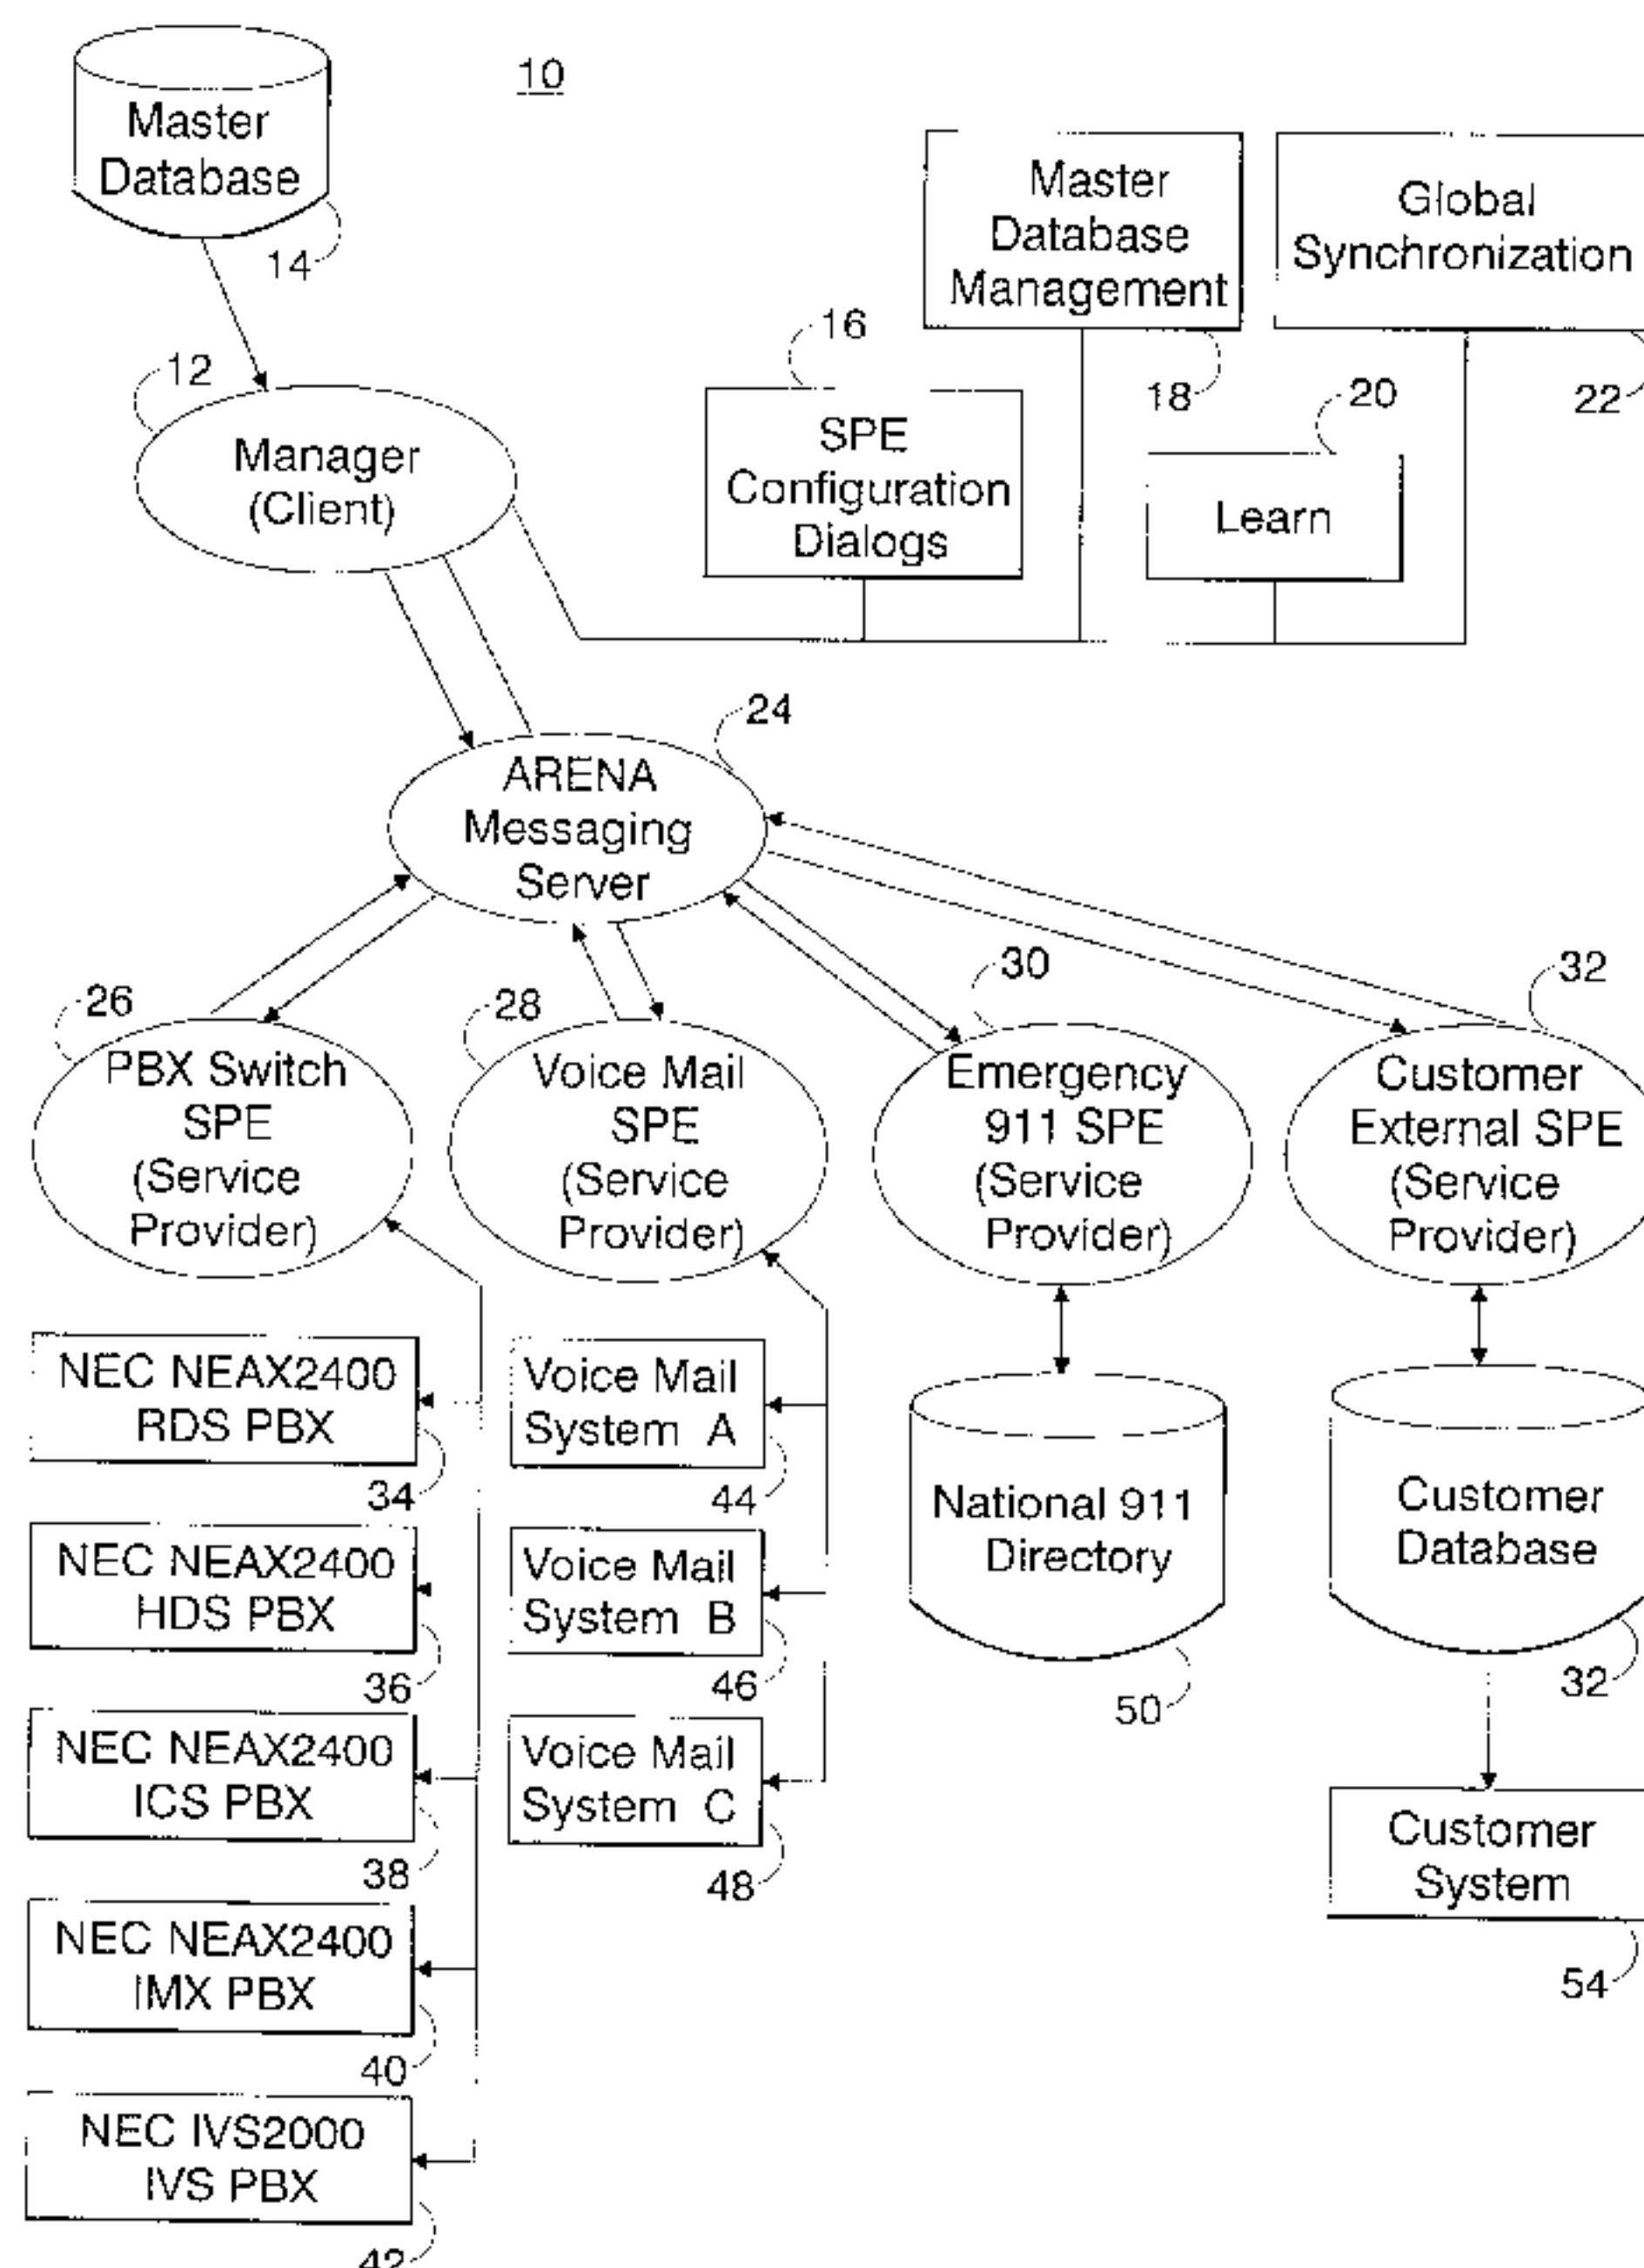 10
Master
Database
14
Master
Database
Management
18
Global
Synchronization
22
16
SPE
Configuration
Dialogs
20
Learn
12
Manager
(Client)
24
ARENA
Messaging
Server
26
PBX Switch
SPE
(Service
Provider)
28
Voice Mail
SPE
(Service
Provider)
30
Emergency
911 SPE
(Service
Provider)
32
Customer
External SPE
(Service
Provider)
NEC NEAX2400
RDS PBX
34
NEC NEAX2400
HDS PBX
36
NEC NEAX2400
ICS PBX
38
NEC NEAX2400
IMX PBX
40
NEC IVS2000
IVS PBX
42
Voice Mail
System A
44
Voice Mail
System B
46
Voice Mail
System C
48
National 911
Directory
50
Customer
Database
32
Customer
System
54